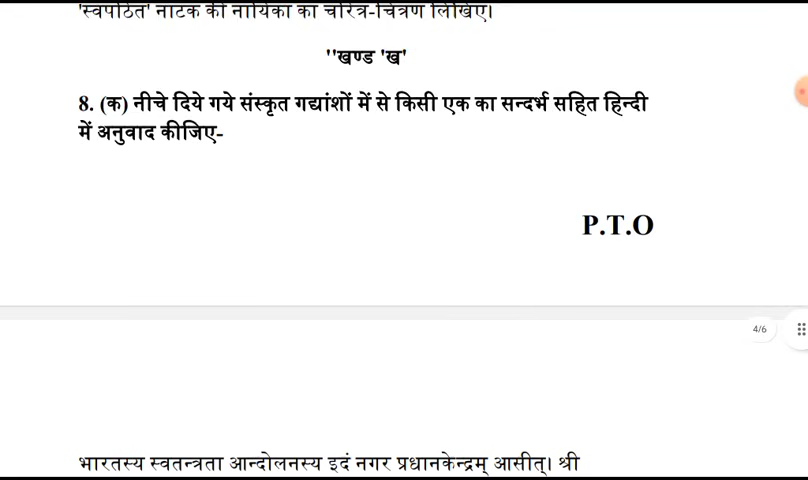 'स्वपठित' नाटक की नायिका का चरित्र-चित्रण लिखिए।
''खण्ड 'ख'
8. (क) नीचे दिये गये संस्कृत गद्यांशों में से किसी एक का सन्दर्भ सहित हिन्दी
में अनुवाद कीजिए-
P.T.O
4/6
भारतस्य स्वतन्त्रता आन्दोलनस्य इदं नगर प्रधानकेन्द्रम् आसीत्। श्री